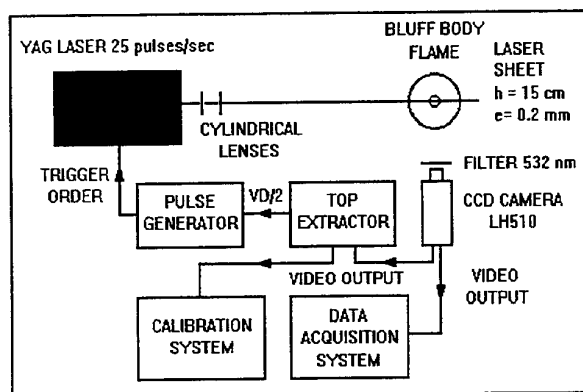 YAG LASER 25 pulses/sec
BLUFF BODY
FLAME
LASER
SHEET
h = 15 cm
e= 0.2 mm
CYLINDRICAL
LENSES
FILTER 532 nm
TRIGGER
ORDER
PULSE
GENERATOR
VD/2
TOP
EXTRACTOR
CCD CAMERA
LH510
VIDEO OUTPUT
VIDEO
OUTPUT
CALIBRATION
SYSTEM
DATA
ACQUISITION
SYSTEM